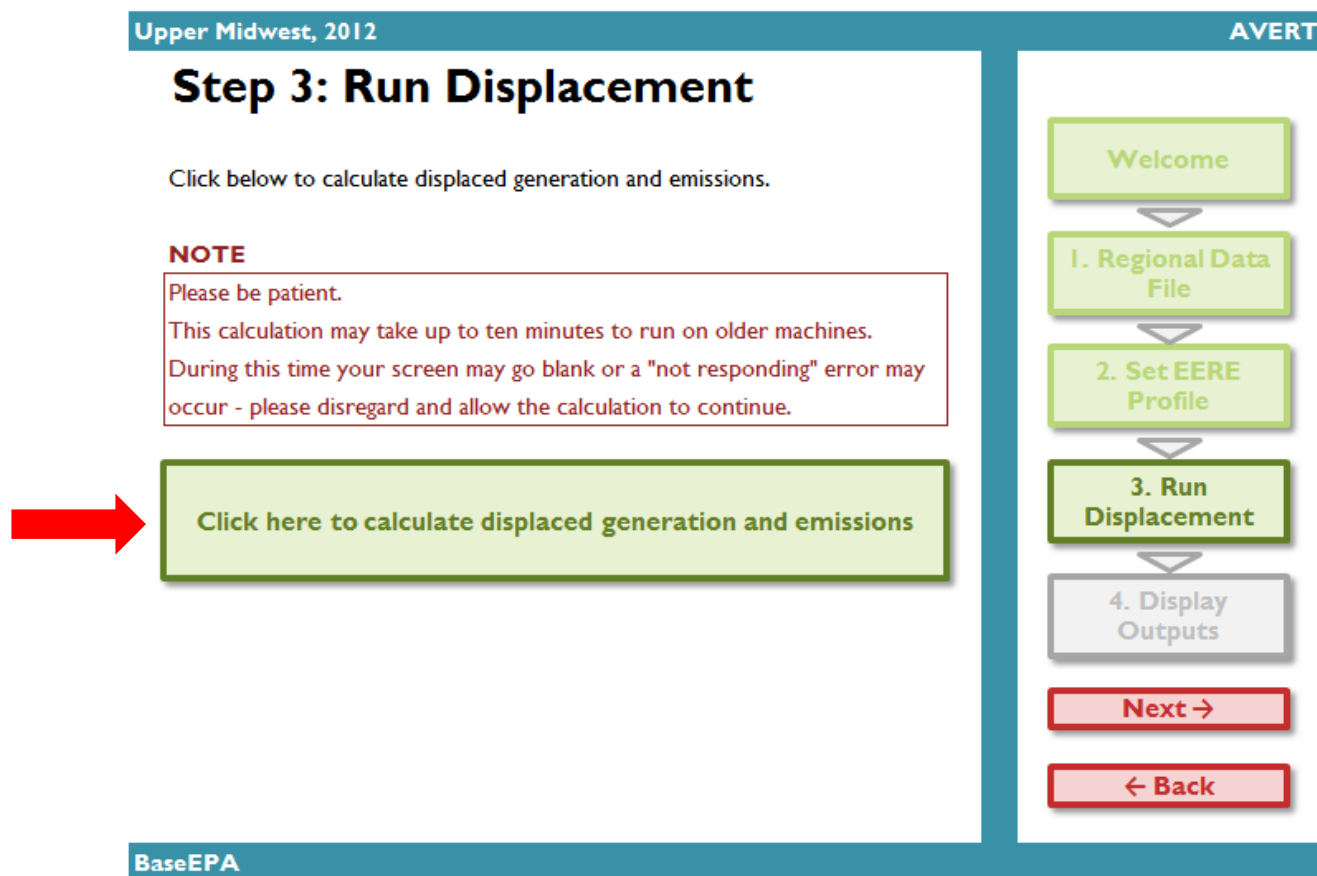 Upper Midwest, 2012
AVERT
Step 3: Run Displacement
Click below to calculate displaced generation and emissions.
NOTE
Please be patient.
This calculation may take up to ten minutes to run on older machines.
During this time your screen may go blank or a "not responding" error may
occur - please disregard and allow the calculation to continue.
Click here to calculate displaced generation and emissions
Welcome
1. Regional Data
File
2. Set EERE
Profile
3. Run
Displacement
4. Display
Outputs
Next →
← Back
BaseEPA